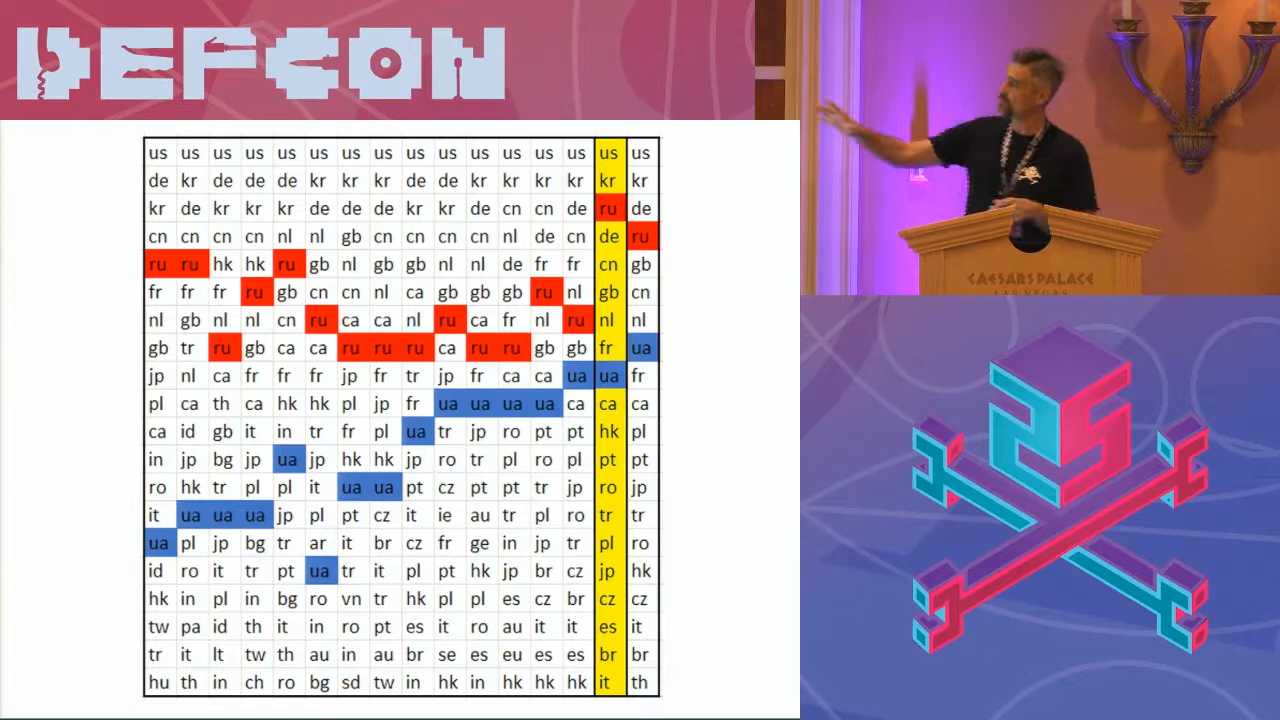 DEFCON
us us us us us us us us us us us us us us us us
de kr de de de kr kr kr de de kr kr kr kr kr kr
kr de kr kr kr de de de kr kr de cn cn de ru de
cn cn cn cn nl nl gb cn cn cn cn nl de cn de ru
ru ru hk hk ru gb nl gb gb nl nl de fr fr cn gb
fr fr fr ru gb cn cn nl ca gb gb gb ru nl gb cn
nl gb nl nl cn ru ca ca nl ru ca fr nl ru nl nl
gb tr ru gb ca ca ru ru ru ca ru ru gb gb fr ua
jp nl ca fr fr fr jp fr tr jp fr ca ca ua ua fr
pl ca th ca hk hk pl jp fr ua ua ua ua ca ca ca
ca id gb it in tr fr pl ua tr jp ro pt pt hk pl
in jp bg jp ua jp hk hk jp ro tr pl ro pl pt pt
ro hk tr pl pl it ua ua pt cz pt pt tr jp ro jp
it ua ua ua jp pl pt cz it ie au tr pl ro tr tr
ua pl jp bg tr ar it br cz fr ge in jp tr pl ro
id ro it tr pt ua tr it pl pt hk jp br cz jp hk
hk in pl in bg ro vn tr hk pl pl es cz br cz cz
tw pa id th it in ro pt es it ro au it it es it
tr it lt tw th au in au br se es eu es es br br
hu th in ch ro bg sd tw in hk in hk hk hk it th
CAESARS PALACE
LAS VEGAS
25